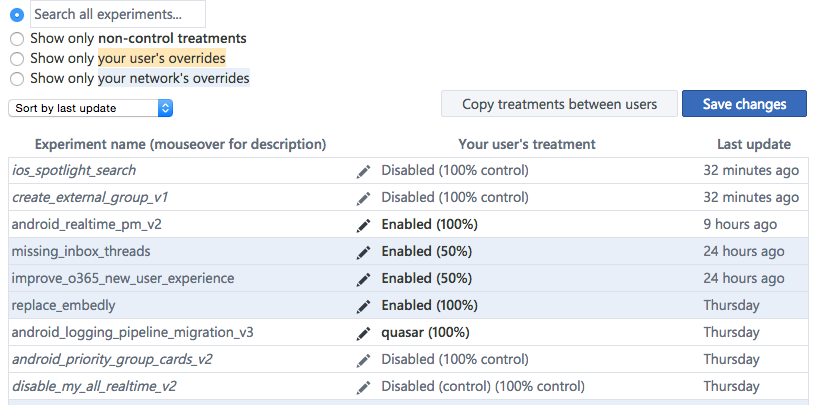 Search all experiments...
Show only non-control treatments
Show only your user's overrides
Show only your network's overrides
Sort by last update Copy treatments between users Save changes
Experiment name (mouseover for description) Your user's treatment Last update
ios_spotlight_search Disabled (100% control) 32 minutes ago
create_external_group_v1 Disabled (100% control) 32 minutes ago
android_realtime_pm_v2 Enabled (100%) 9 hours ago
missing_inbox_threads Enabled (50%) 24 hours ago
improve_o365_new_user_experience Enabled (50%) 24 hours ago
replace_embedly Enabled (100%) Thursday
android_logging_pipeline_migration_v3 quasar (100%) Thursday
android_priority_group_cards_v2 Disabled (100% control) Thursday
disable_my_all_realtime_v2 Disabled (control) (100% control) Thursday